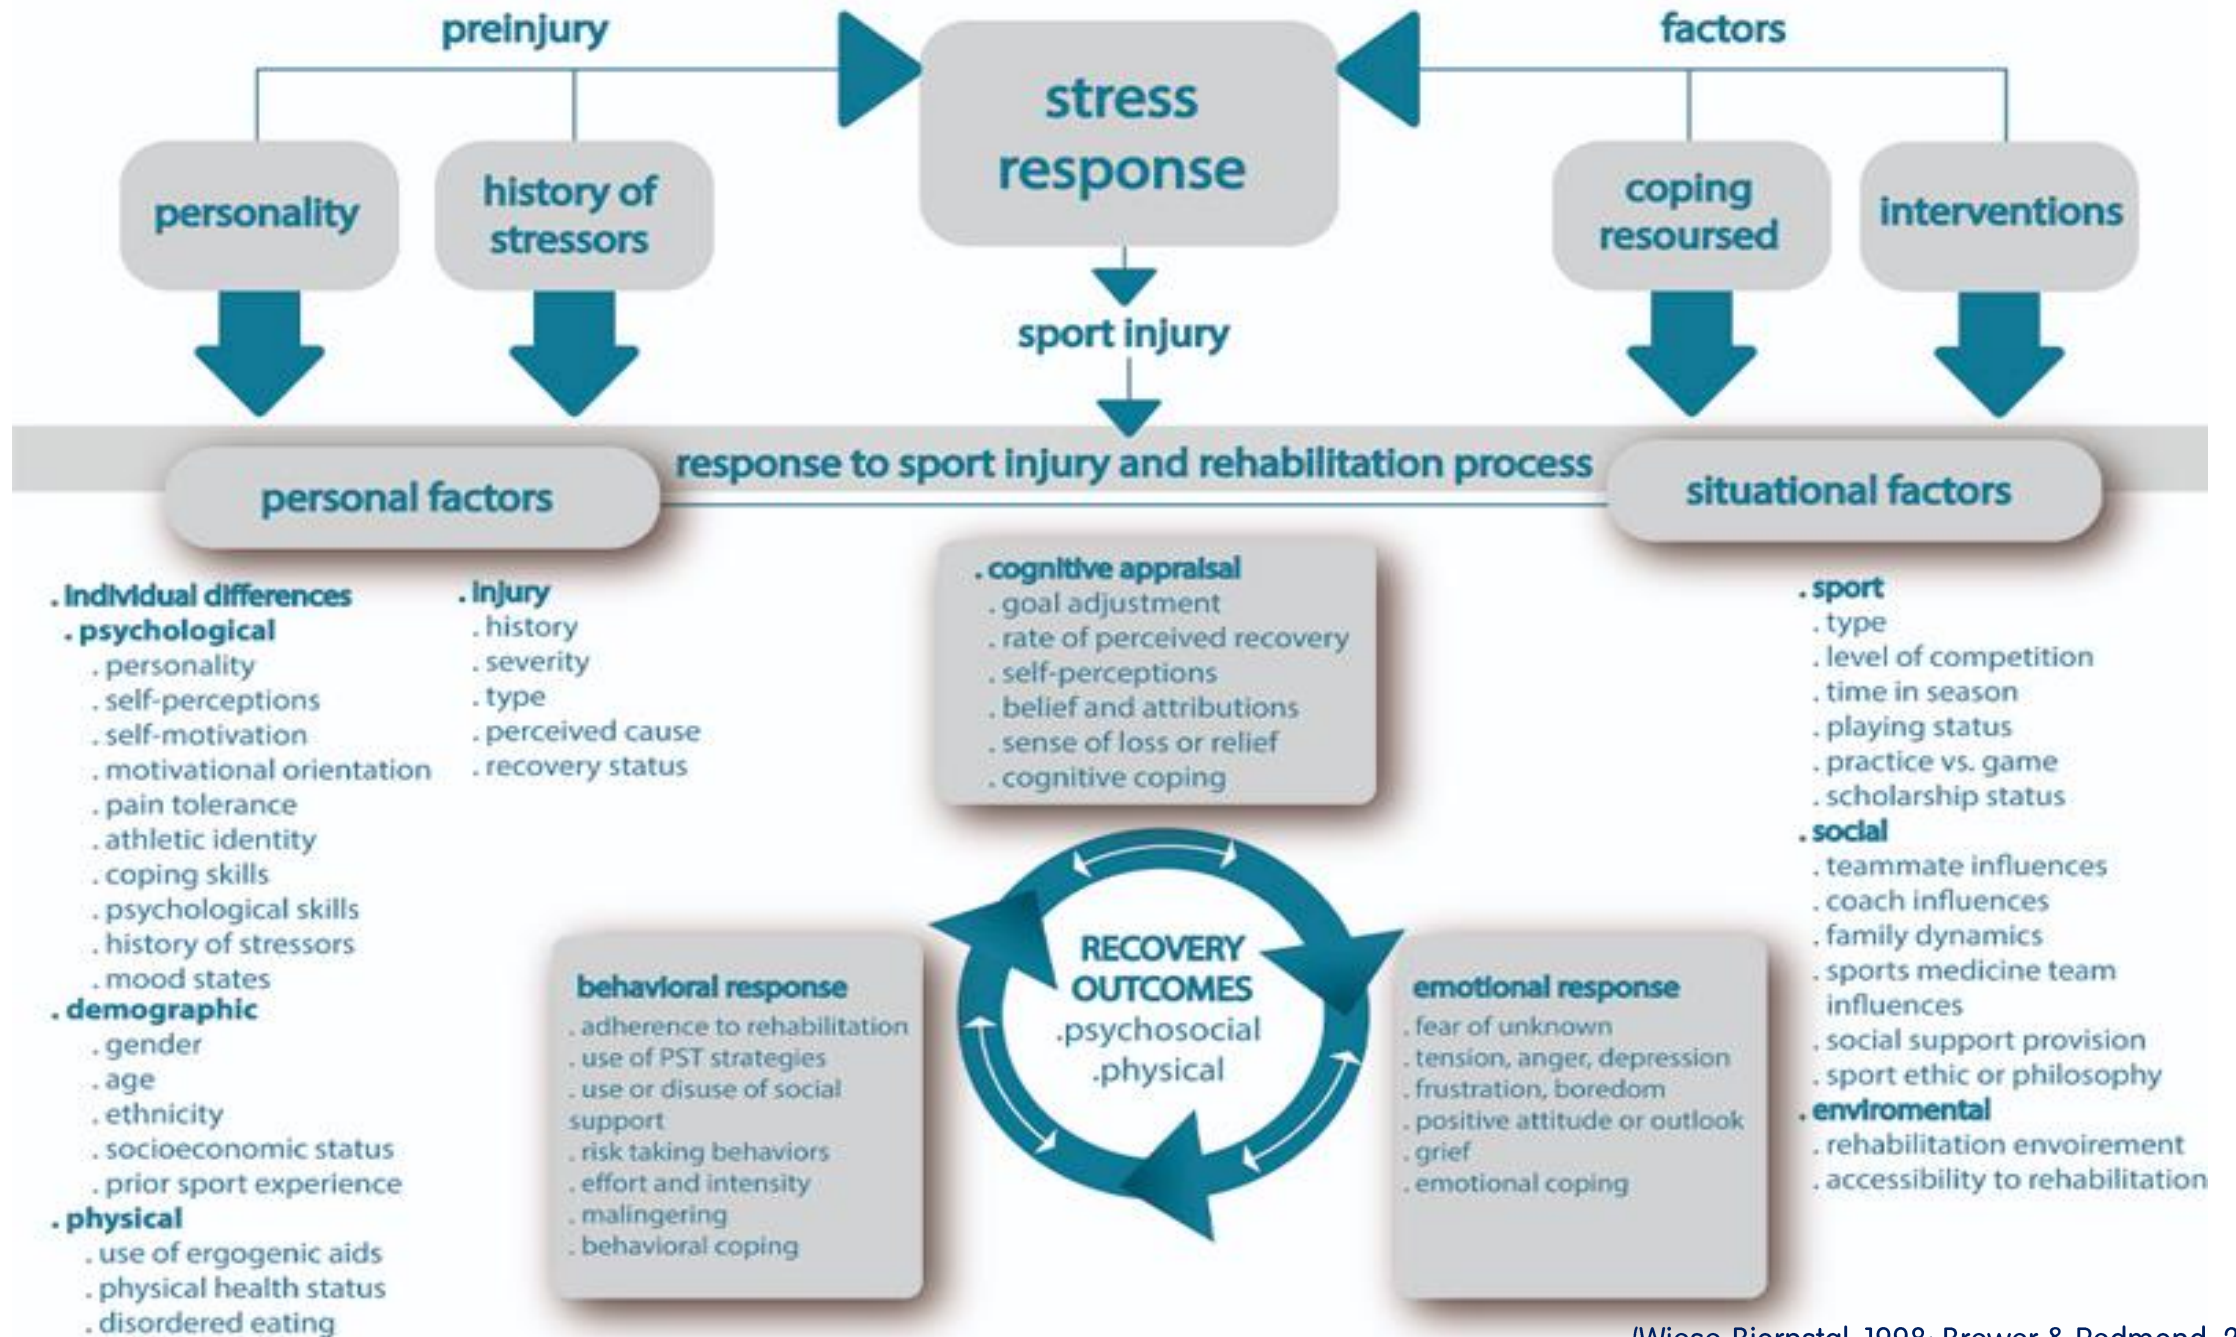 preinjury
factors
stress
response
personality
history of
stressors
coping
resoursed
interventions
sport injury
response to sport injury and rehabilitation process
personal factors
situational factors
. individual differences
. psychological
. personality
. self-perceptions
. self-motivation
. motivational orientation
. pain tolerance
. athletic identity
. coping skills
. psychological skills
. history of stressors
. mood states
. demographic
. gender
. age
. ethnicity
. socioeconomic status
. prior sport experience
. physical
. use of ergogenic aids
. physical health status
. disordered eating
. injury
. history
. severity
. type
. perceived cause
. recovery status
. cognitive appraisal
. goal adjustment
. rate of perceived recovery
. self-perceptions
. belief and attributions
. sense of loss or relief
. cognitive coping
behavioral response
. adherence to rehabilitation
. use of PST strategies
. use or disuse of social
support
. risk taking behaviors
. effort and intensity
. malingering
. behavioral coping
RECOVERY
OUTCOMES
.psychosocial
.physical
emotional response
. fear of unknown
. tension, anger, depression
. frustration, boredom
. positive attitude or outlook
. grief
. emotional coping
. sport
. type
. level of competition
. time in season
. playing status
. practice vs. game
. scholarship status
. social
. teammate influences
. coach influences
. family dynamics
. sports medicine team
influences
. social support provision
. sport ethic or philosophy
. enviromental
. rehabilitation envoirement
. accessibility to rehabilitation